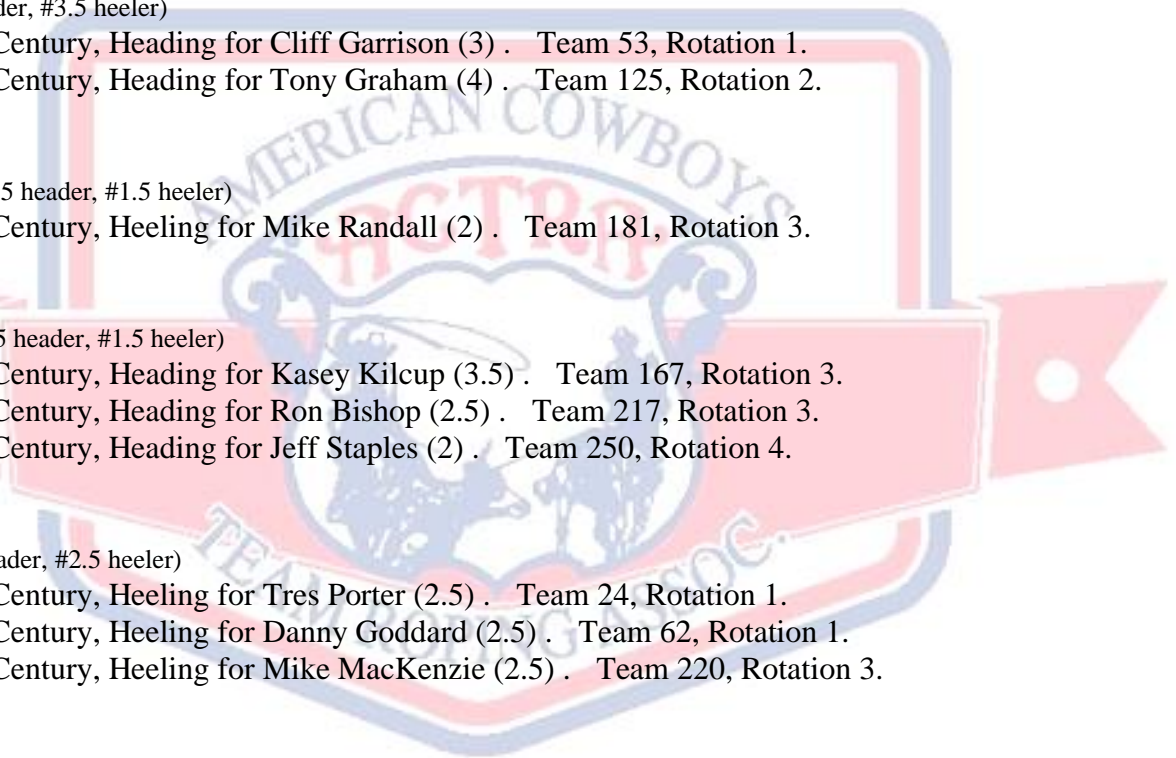 der, #3.5 heeler)
Century, Heading for Cliff Garrison (3) . Team 53, Rotation 1.
Century, Heading for Tony Graham (4) . Team 125, Rotation 2.
AMERICAN COWBOYS
ACTRA
5 header, #1.5 heeler)
Century, Heeling for Mike Randall (2) . Team 181, Rotation 3.
5 header, #1.5 heeler)
Century, Heading for Kasey Kilcup (3.5) . Team 167, Rotation 3.
Century, Heading for Ron Bishop (2.5) . Team 217, Rotation 3.
Century, Heading for Jeff Staples (2) . Team 250, Rotation 4.
TEAM ROPING ASSOC.
ader, #2.5 heeler)
Century, Heeling for Tres Porter (2.5) . Team 24, Rotation 1.
Century, Heeling for Danny Goddard (2.5) . Team 62, Rotation 1.
Century, Heeling for Mike MacKenzie (2.5) . Team 220, Rotation 3.